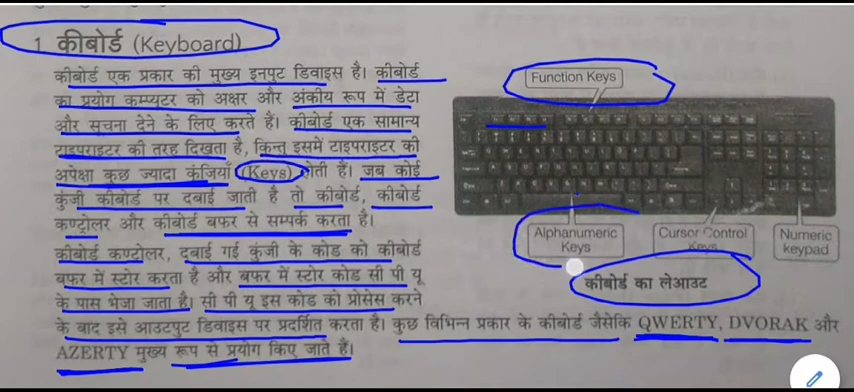 1. कीबोर्ड (Keyboard)
कीबोर्ड एक प्रकार की मुख्य इनपुट डिवाइस है। कीबोर्ड
का प्रयोग कम्प्यूटर को अक्षर और अंकीय रूप में डेटा
और सूचना देने के लिए करते हैं। कीबोर्ड एक सामान्य
टाइपराइटर की तरह दिखता है, किन्तु इसमें टाइपराइटर की
अपेक्षा कुछ ज्यादा कुंजियाँ (Keys) होती हैं। जब कोई
कुंजी कीबोर्ड पर दबाई जाती है तो कीबोर्ड, कीबोर्ड
कण्ट्रोलर और कीबोर्ड बफर से सम्पर्क करता है।
कीबोर्ड कण्ट्रोलर, दबाई गई कुंजी के कोड को कीबोर्ड
बफर में स्टोर करता है और बफर में स्टोर कोड सी पी यू
के पास भेजा जाता है। सी पी यू इस कोड को प्रोसेस करने
के बाद इसे आउटपुट डिवाइस पर प्रदर्शित करता है। कुछ विभिन्न प्रकार के कीबोर्ड जैसेकि QWERTY, DVORAK और
AZERTY मुख्य रूप से प्रयोग किए जाते हैं।
Function Keys
Alphanumeric
Keys
Cursor Control
Keys
Numeric
keypad
कीबोर्ड का लेआउट